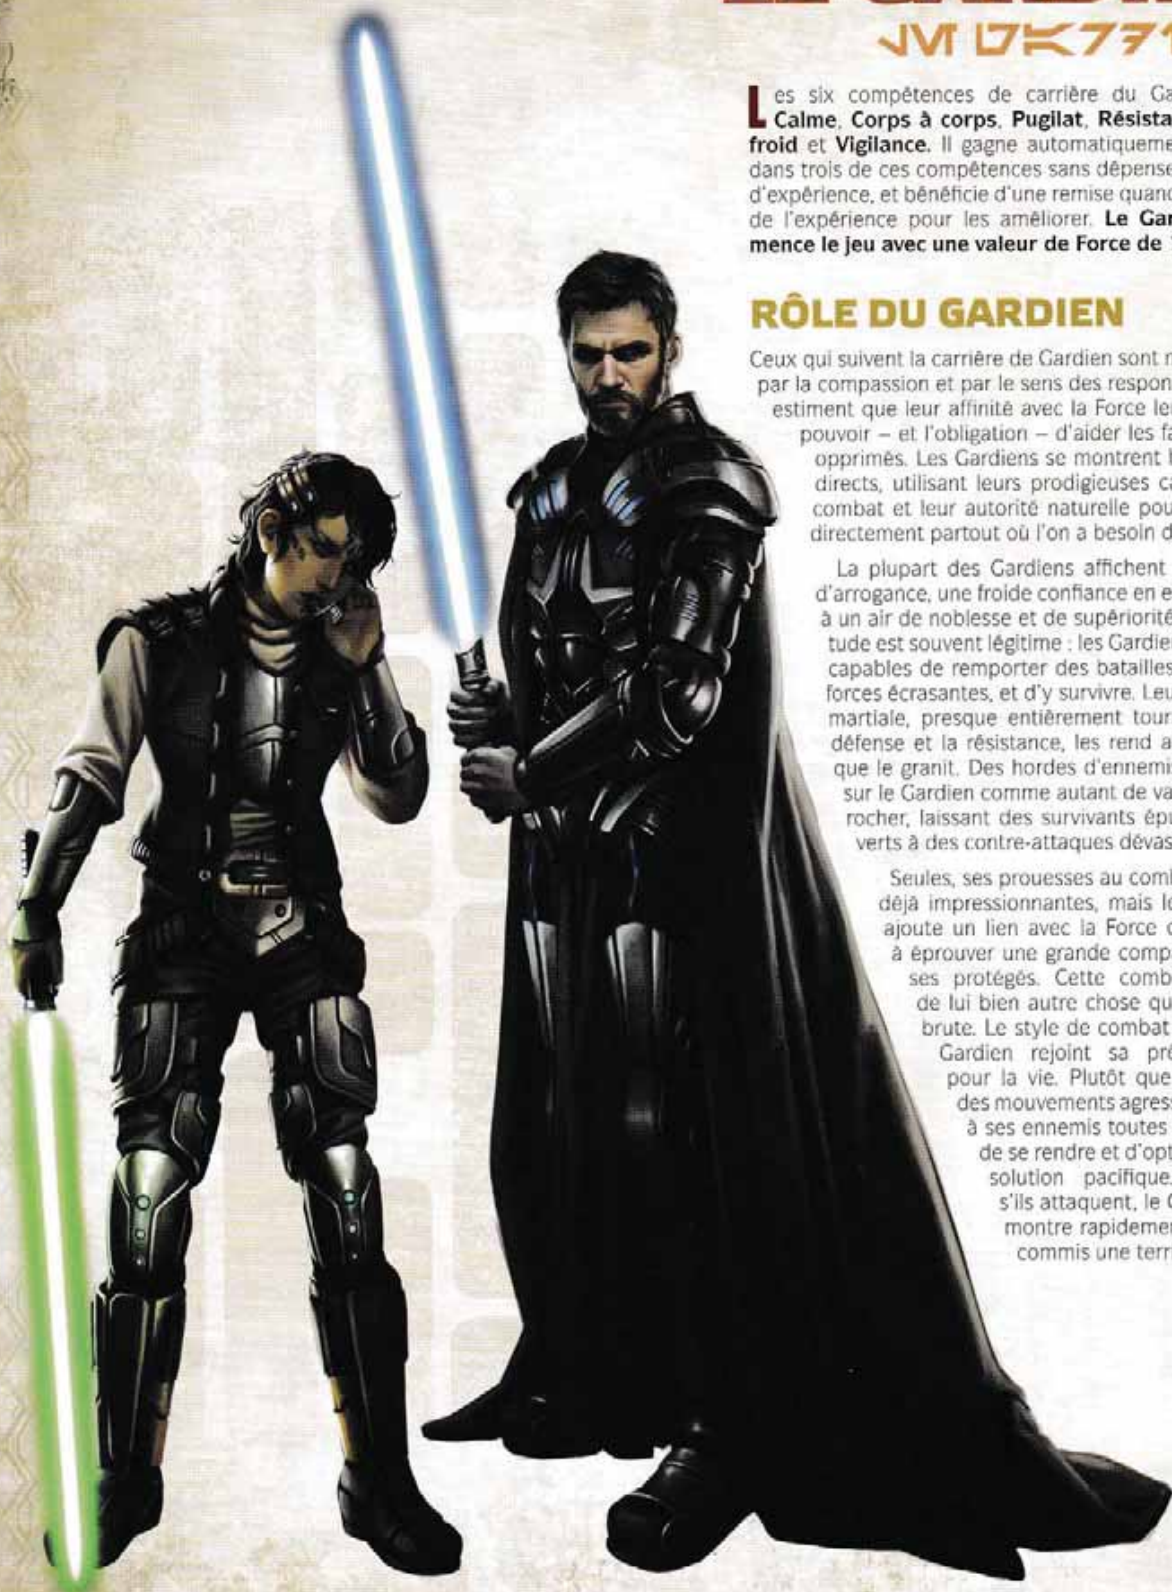 Les six compétences de carrière du Ga
Calme, Corps à corps, Pugilat, Résista
froid et Vigilance. Il gagne automatiqueme
dans trois de ces compétences sans dépense
d'expérience, et bénéficie d'une remise quand
de l'expérience pour les améliorer. Le Gar
mence le jeu avec une valeur de Force de
RÔLE DU GARDIEN
Ceux qui suivent la carrière de Gardien sont
par la compassion et par le sens des respon
estiment que leur affinité avec la Force le
pouvoir – et l'obligation – d'aider les fa
opprimés. Les Gardiens se montrent
directs, utilisant leurs prodigieuses ca
combat et leur autorité naturelle pou
directement partout où l'on a besoin d
La plupart des Gardiens affichent
d'arrogance, une froide confiance en e
à un air de noblesse et de supériorité
tude est souvent légitime : les Gardie
capables de remporter des batailles
forces écrasantes, et d'y survivre. Leu
martiale, presque entièrement tour
défense et la résistance, les rend a
que le granit. Des hordes d'ennemi
sur le Gardien comme autant de va
rocher, laissant des survivants épu
verts à des contre-attaques dévas
Seules, ses prouesses au comb
déjà impressionnantes, mais le
ajoute un lien avec la Force
à éprouver une grande comp
ses protégés. Cette comb
de lui bien autre chose qu
brute. Le style de combat
Gardien rejoint sa pré
pour la vie. Plutôt que
des mouvements agress
à ses ennemis toutes
de se rendre et d'opt
solution pacifique.
s'ils attaquent, le
montre rapideme
commis une terr